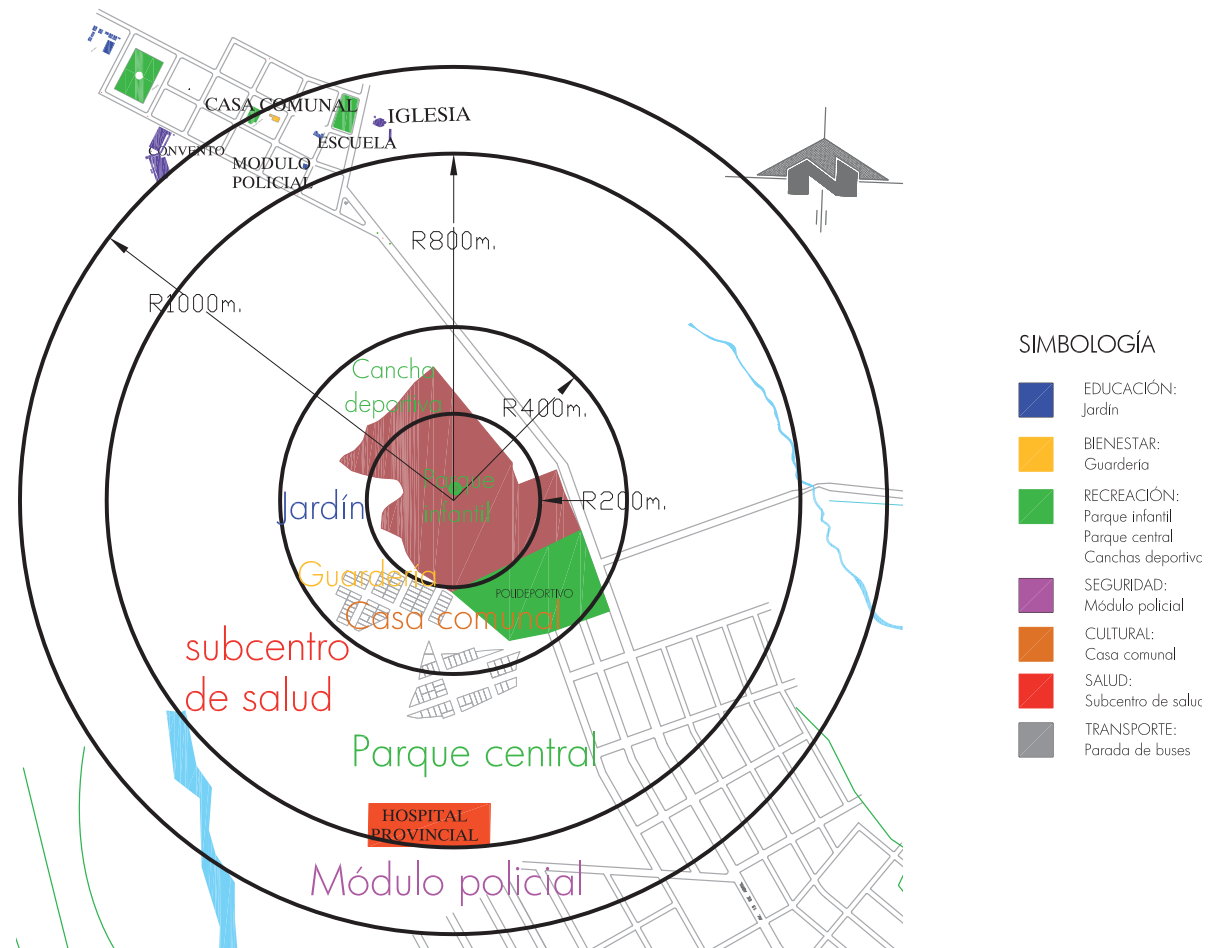 CASA COMUNAL
IGLESIA
ESCUELA
CONVENTO
MODULO
POLICIAL
N
R800m.
R1000m.
Cancha
deportiva
R400m.
Parque
infantil
Jardín
R200m.
Guardería
POLIDEPORTIVO
Casa comunal
subcentro
de salud
Parque central
HOSPITAL
PROVINCIAL
Módulo policial
SIMBOLOGÍA
EDUCACIÓN:
Jardín
BIENESTAR:
Guardería
RECREACIÓN:
Parque infantil
Parque central
Canchas deportivc
SEGURIDAD:
Módulo policial
CULTURAL:
Casa comunal
SALUD:
Subcentro de saluc
TRANSPORTE:
Parada de buses